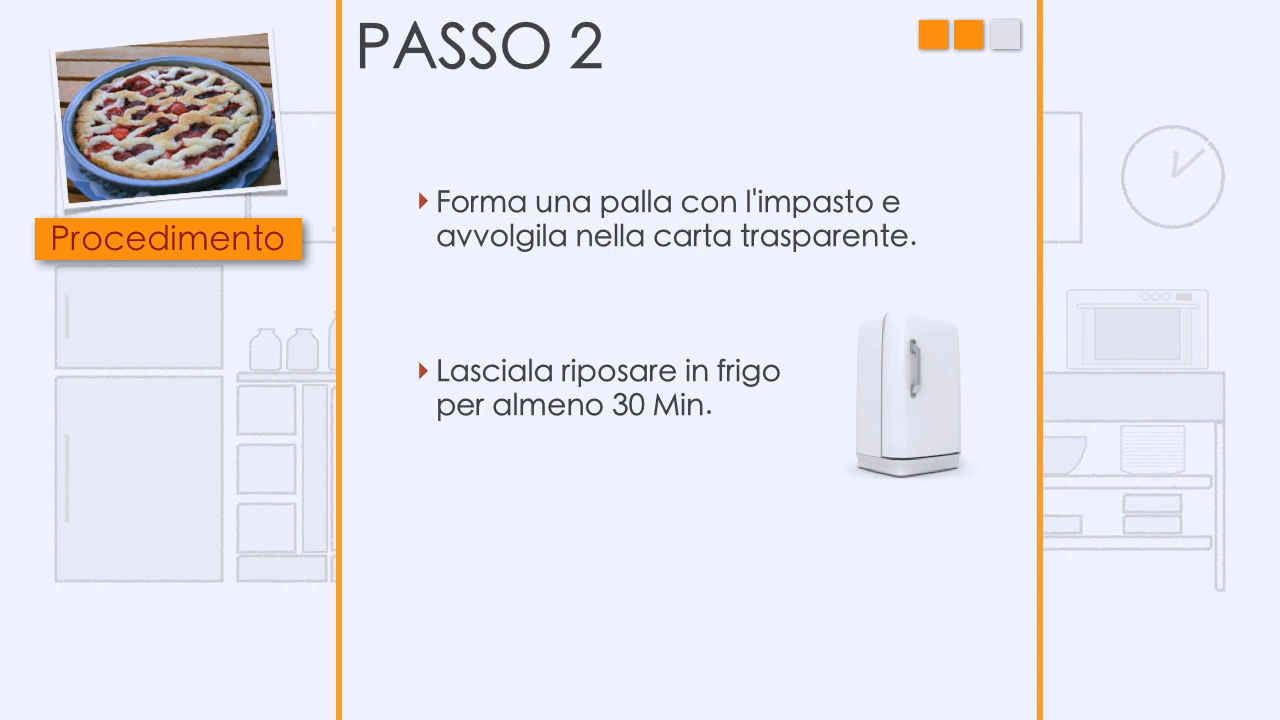 PASSO 2
Procedimento
Forma una palla con l'impasto e
avvolgila nella carta trasparente.
Lasciala riposare in frigo
per almeno 30 Min.